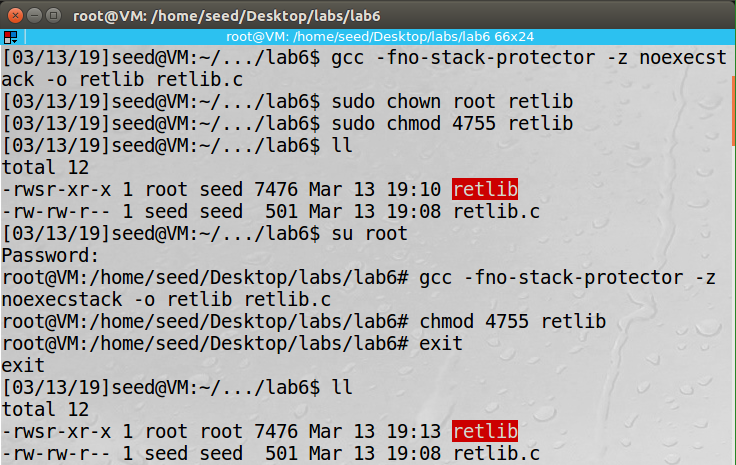 root@VM: /home/seed/Desktop/labs/lab6
root@VM: /home/seed/Desktop/labs/lab6 66x24
[03/13/19]seed@VM:~/.../lab6$ gcc -fno-stack-protector -z noexecst
ack -o retlib retlib.c
[03/13/19]seed@VM:~/.../lab6$ sudo chown root retlib
[03/13/19]seed@VM:~/.../lab6$ sudo chmod 4755 retlib
[03/13/19]seed@VM:~/.../lab6$ ll
total 12
-rwsr-xr-x 1 root seed 7476 Mar 13 19:10 retlib
-rw-rw-r-- 1 seed seed  501 Mar 13 19:08 retlib.c
[03/13/19]seed@VM:~/.../lab6$ su root
Password:
root@VM:/home/seed/Desktop/labs/lab6# gcc -fno-stack-protector -z
noexecstack -o retlib retlib.c
root@VM:/home/seed/Desktop/labs/lab6# chmod 4755 retlib
root@VM:/home/seed/Desktop/labs/lab6# exit
exit
[03/13/19]seed@VM:~/.../lab6$ ll
total 12
-rwsr-xr-x 1 root root 7476 Mar 13 19:13 retlib
-rw-rw-r-- 1 seed seed  501 Mar 13 19:08 retlib.c